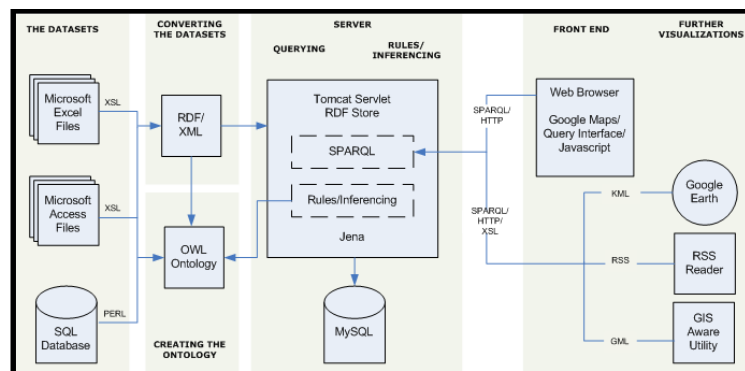 THE DATASETS
CONVERTING
THE DATASETS
SERVER
QUERYING
RULES/
INFERENCING
FRONT END
FURTHER
VISUALIZATIONS
Microsoft
Excel
Files
XSL
RDF/
XML
Tomcat Servlet
RDF Store
SPARQL
Rules/Inferencing
Jena
SPARQL/
HTTP
Web Browser
Google Maps/
Query Interface/
Javascript
Microsoft
Access
Files
XSL
OWL
Ontology
SPARQL/
HTTP/
XSL
KML
Google
Earth
RSS
RSS
Reader
SQL
Database
PERL
CREATING THE
ONTOLOGY
MySQL
GML
GIS
Aware
Utility